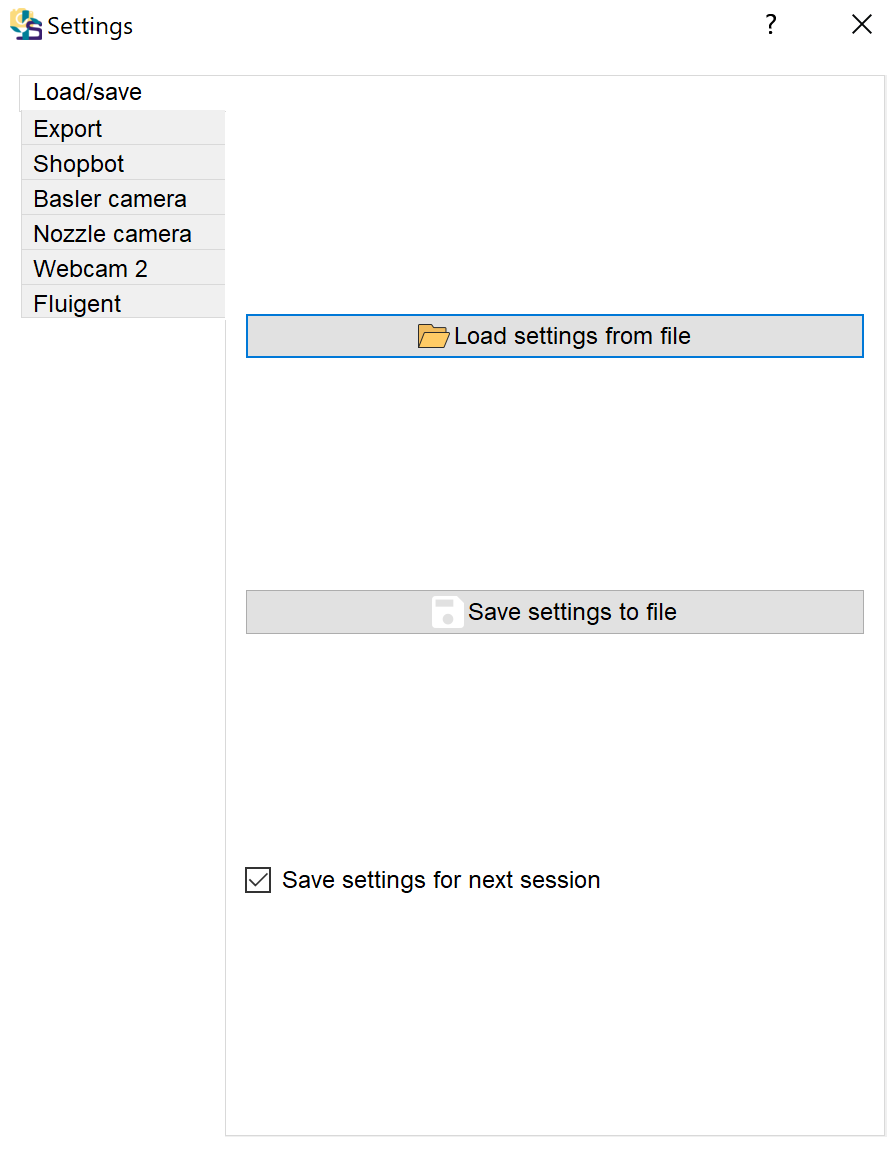 Settings
?
Load/save
Export
Shopbot
Basler camera
Nozzle camera
Webcam 2
Fluigent
Load settings from file
Save settings to file
Save settings for next session